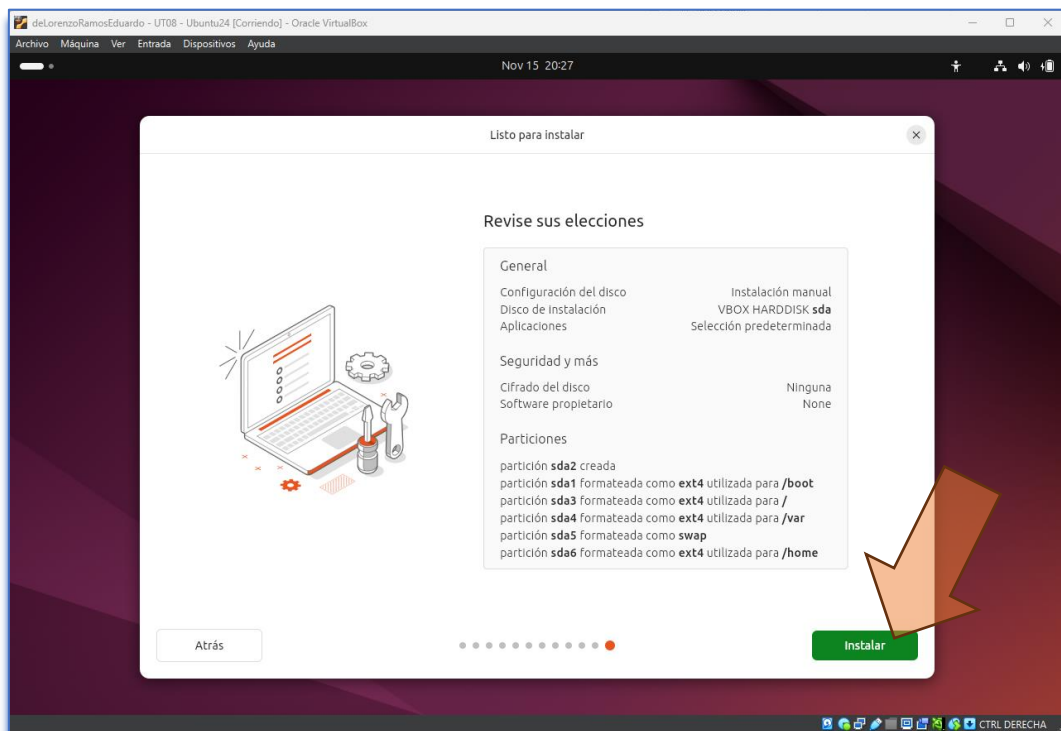 deLorenzoRamosEduardo - UT08 - Ubuntu24 [Corriendo] - Oracle VirtualBox
Archivo Máquina Ver Entrada Dispositivos Ayuda
Nov 15 20:27
Listo para instalar
Revise sus elecciones
General
Configuración del disco Instalación manual
Disco de instalación VBOX HARDDISK sda
Aplicaciones Selección predeterminada
Seguridad y más
Cifrado del disco Ninguna
Software propietario None
Particiones
partición sda2 creada
partición sda1 formateada como ext4 utilizada para /boot
partición sda3 formateada como ext4 utilizada para /
partición sda4 formateada como ext4 utilizada para /var
partición sda5 formateada como swap
partición sda6 formateada como ext4 utilizada para /home
Atrás Instalar
CTRL DERECHA